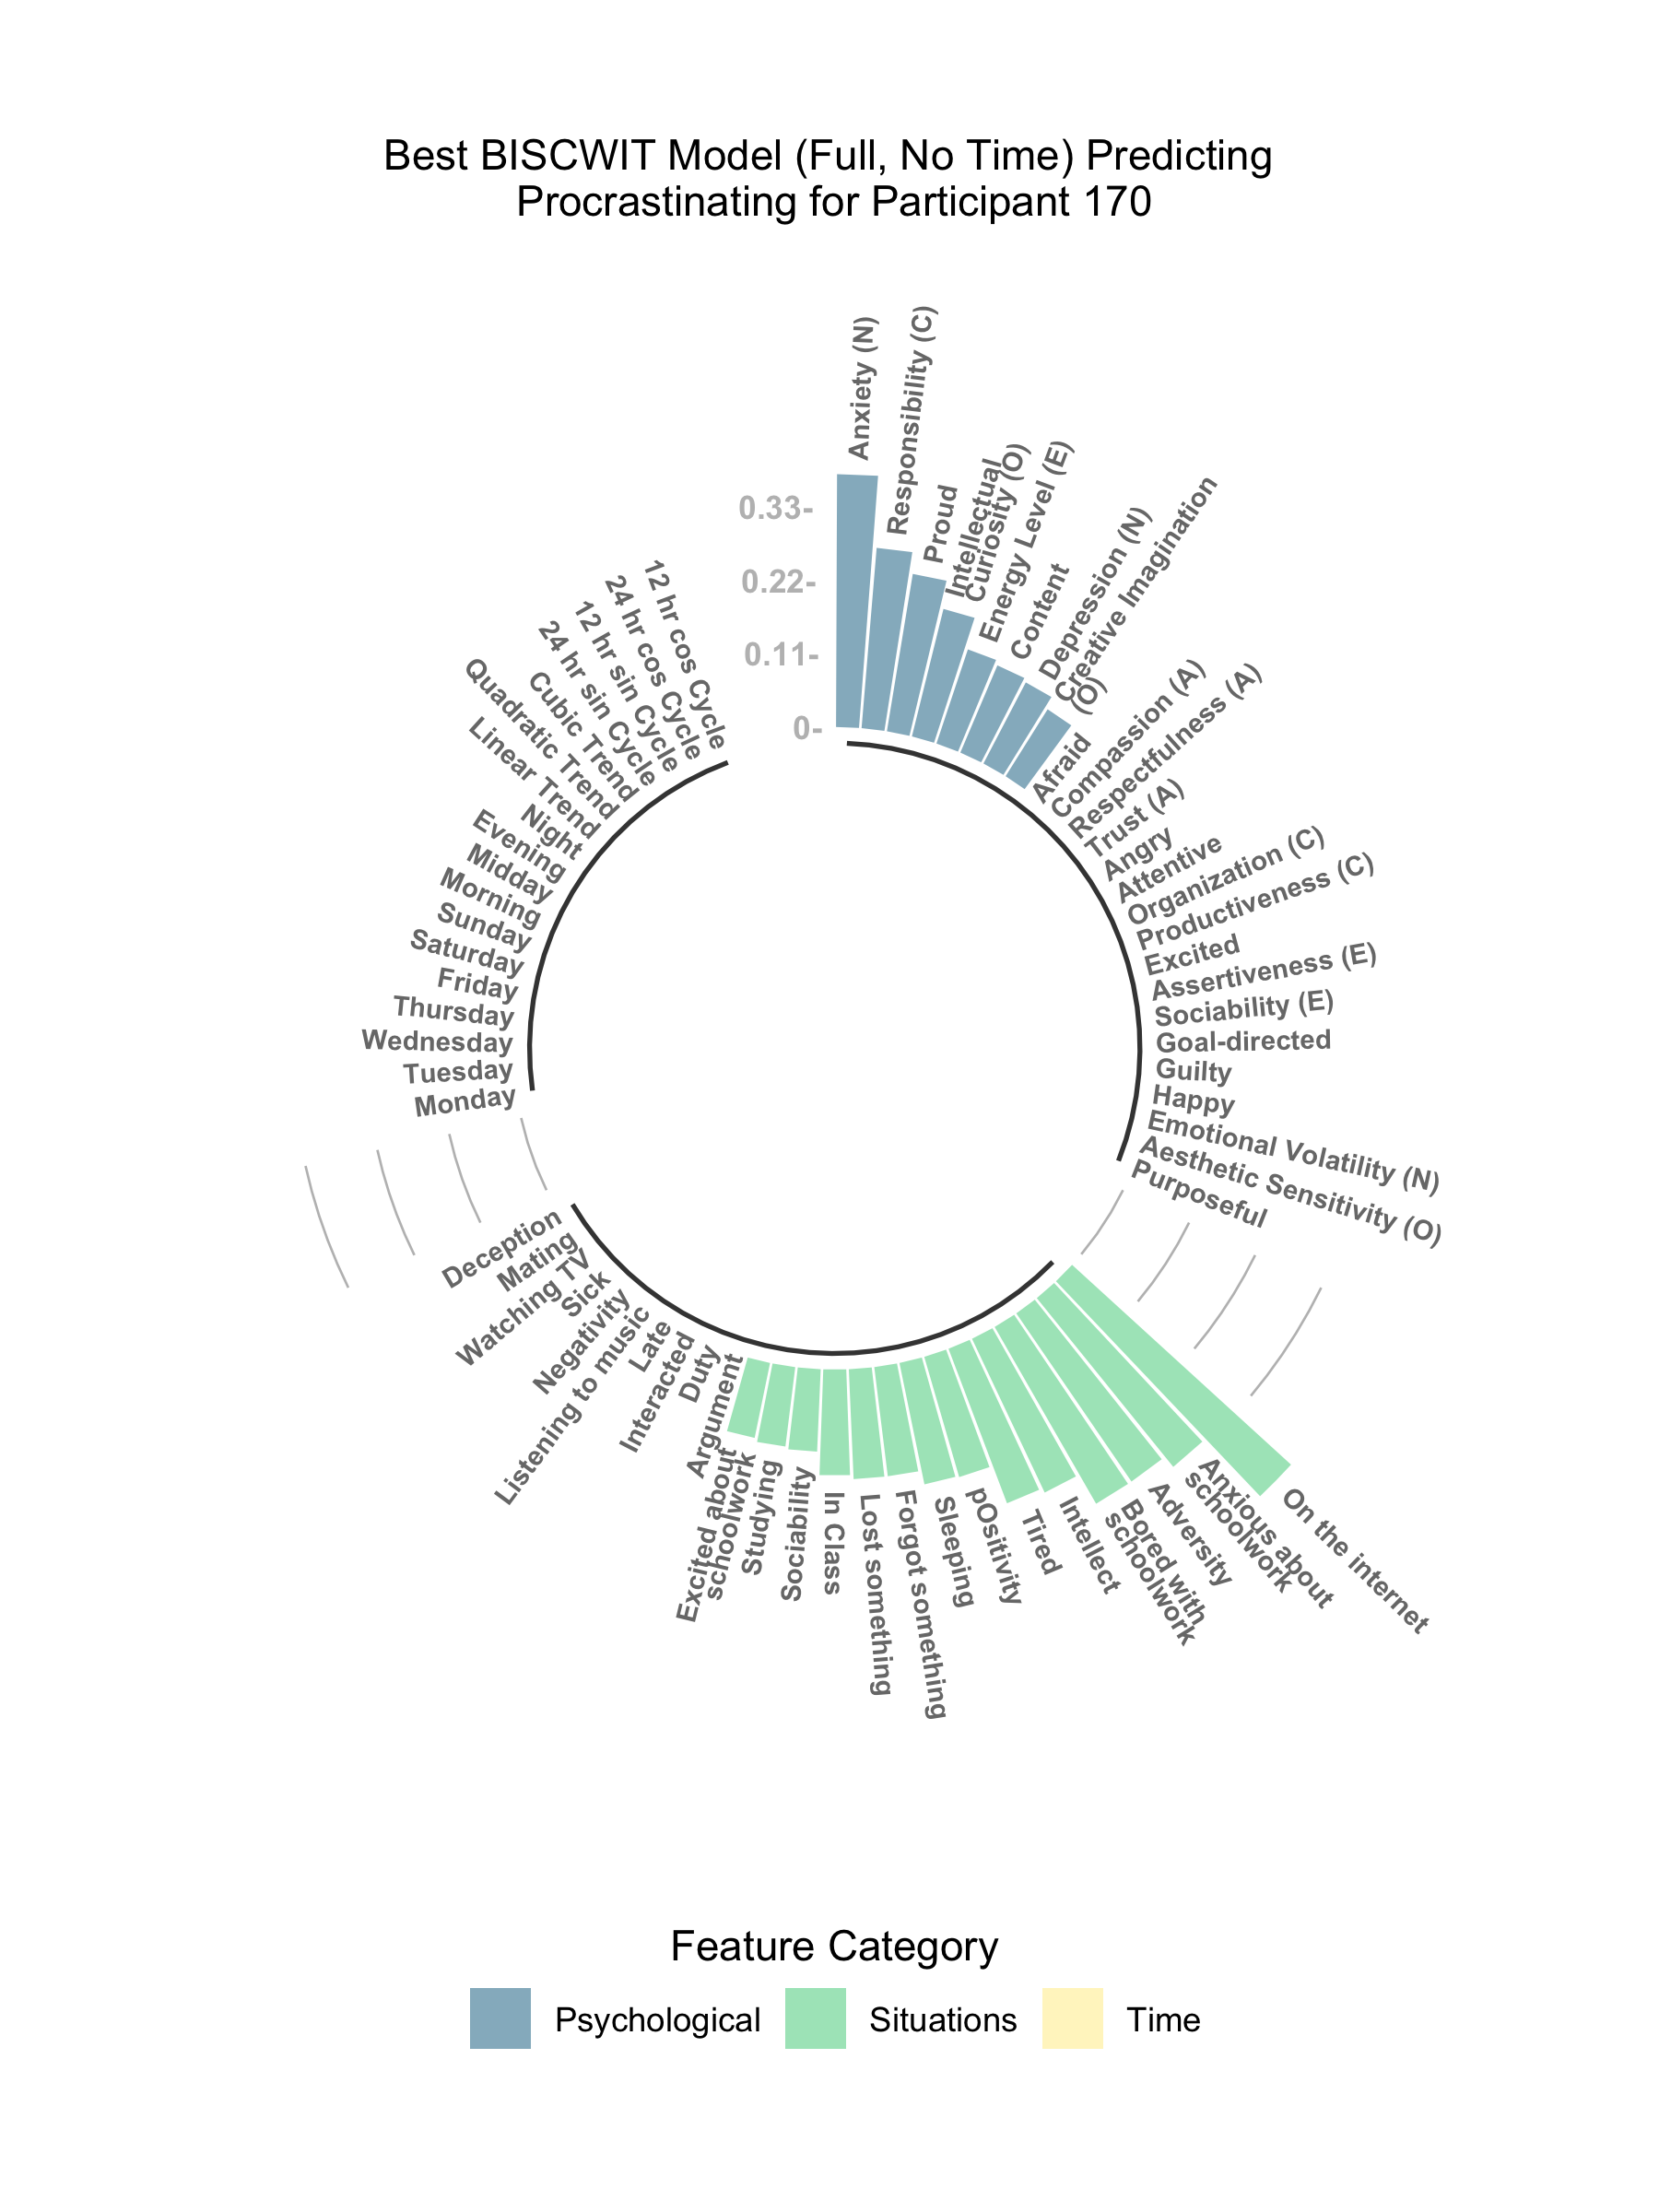 Best BISCWIT Model (Full, No Time) Predicting
Procrastinating for Participant 170
0.33-
0.22-
0.11-
0-
Anxiety (N)
Responsibility (C)
Proud
Intellectual
Curiosity (O)
Energy Level (E)
Content
Depression (N)
Creative Imagination
(O)
Afraid
Compassion (A)
Respectfulness (A)
Trust (A)
Angry
Attentive
Organization (C)
Productiveness (C)
Excited
Assertiveness (E)
Sociability (E)
Goal-directed
Guilty
Happy
Emotional Volatility (N)
Aesthetic Sensitivity (O)
Purposeful
On the internet
Anxious about
schoolwork
Adversity
Bored with
schoolwork
Intellect
Tired
pOsitivity
Sleeping
Forgot something
Lost something
In Class
Sociability
Studying
Excited about
schoolwork
Argument
Duty
Interacted
Late
Listening to music
Negativity
Sick
Watching TV
Mating
Deception
Monday
Tuesday
Wednesday
Thursday
Friday
Saturday
Sunday
Morning
Midday
Evening
Night
Linear Trend
Quadratic Trend
Cubic Trend
24 hr sin Cycle
12 hr sin Cycle
24 hr cos Cycle
12 hr cos Cycle
Feature Category
Psychological
Situations
Time